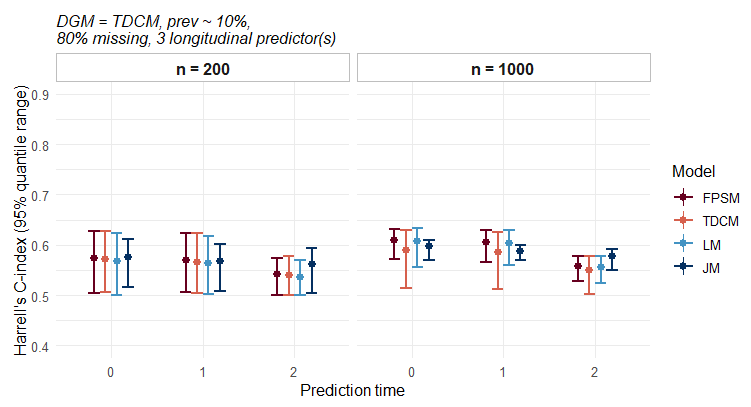 DGM = TDCM, prev ~ 10%,
80% missing, 3 longitudinal predictor(s)
n = 200
n = 1000
Harrell's C-index (95% quantile range)
0.9
0.8
0.7
0.6
0.5
0.4
0 1 2
0 1 2
Prediction time
Model
FPSM
TDCM
LM
JM